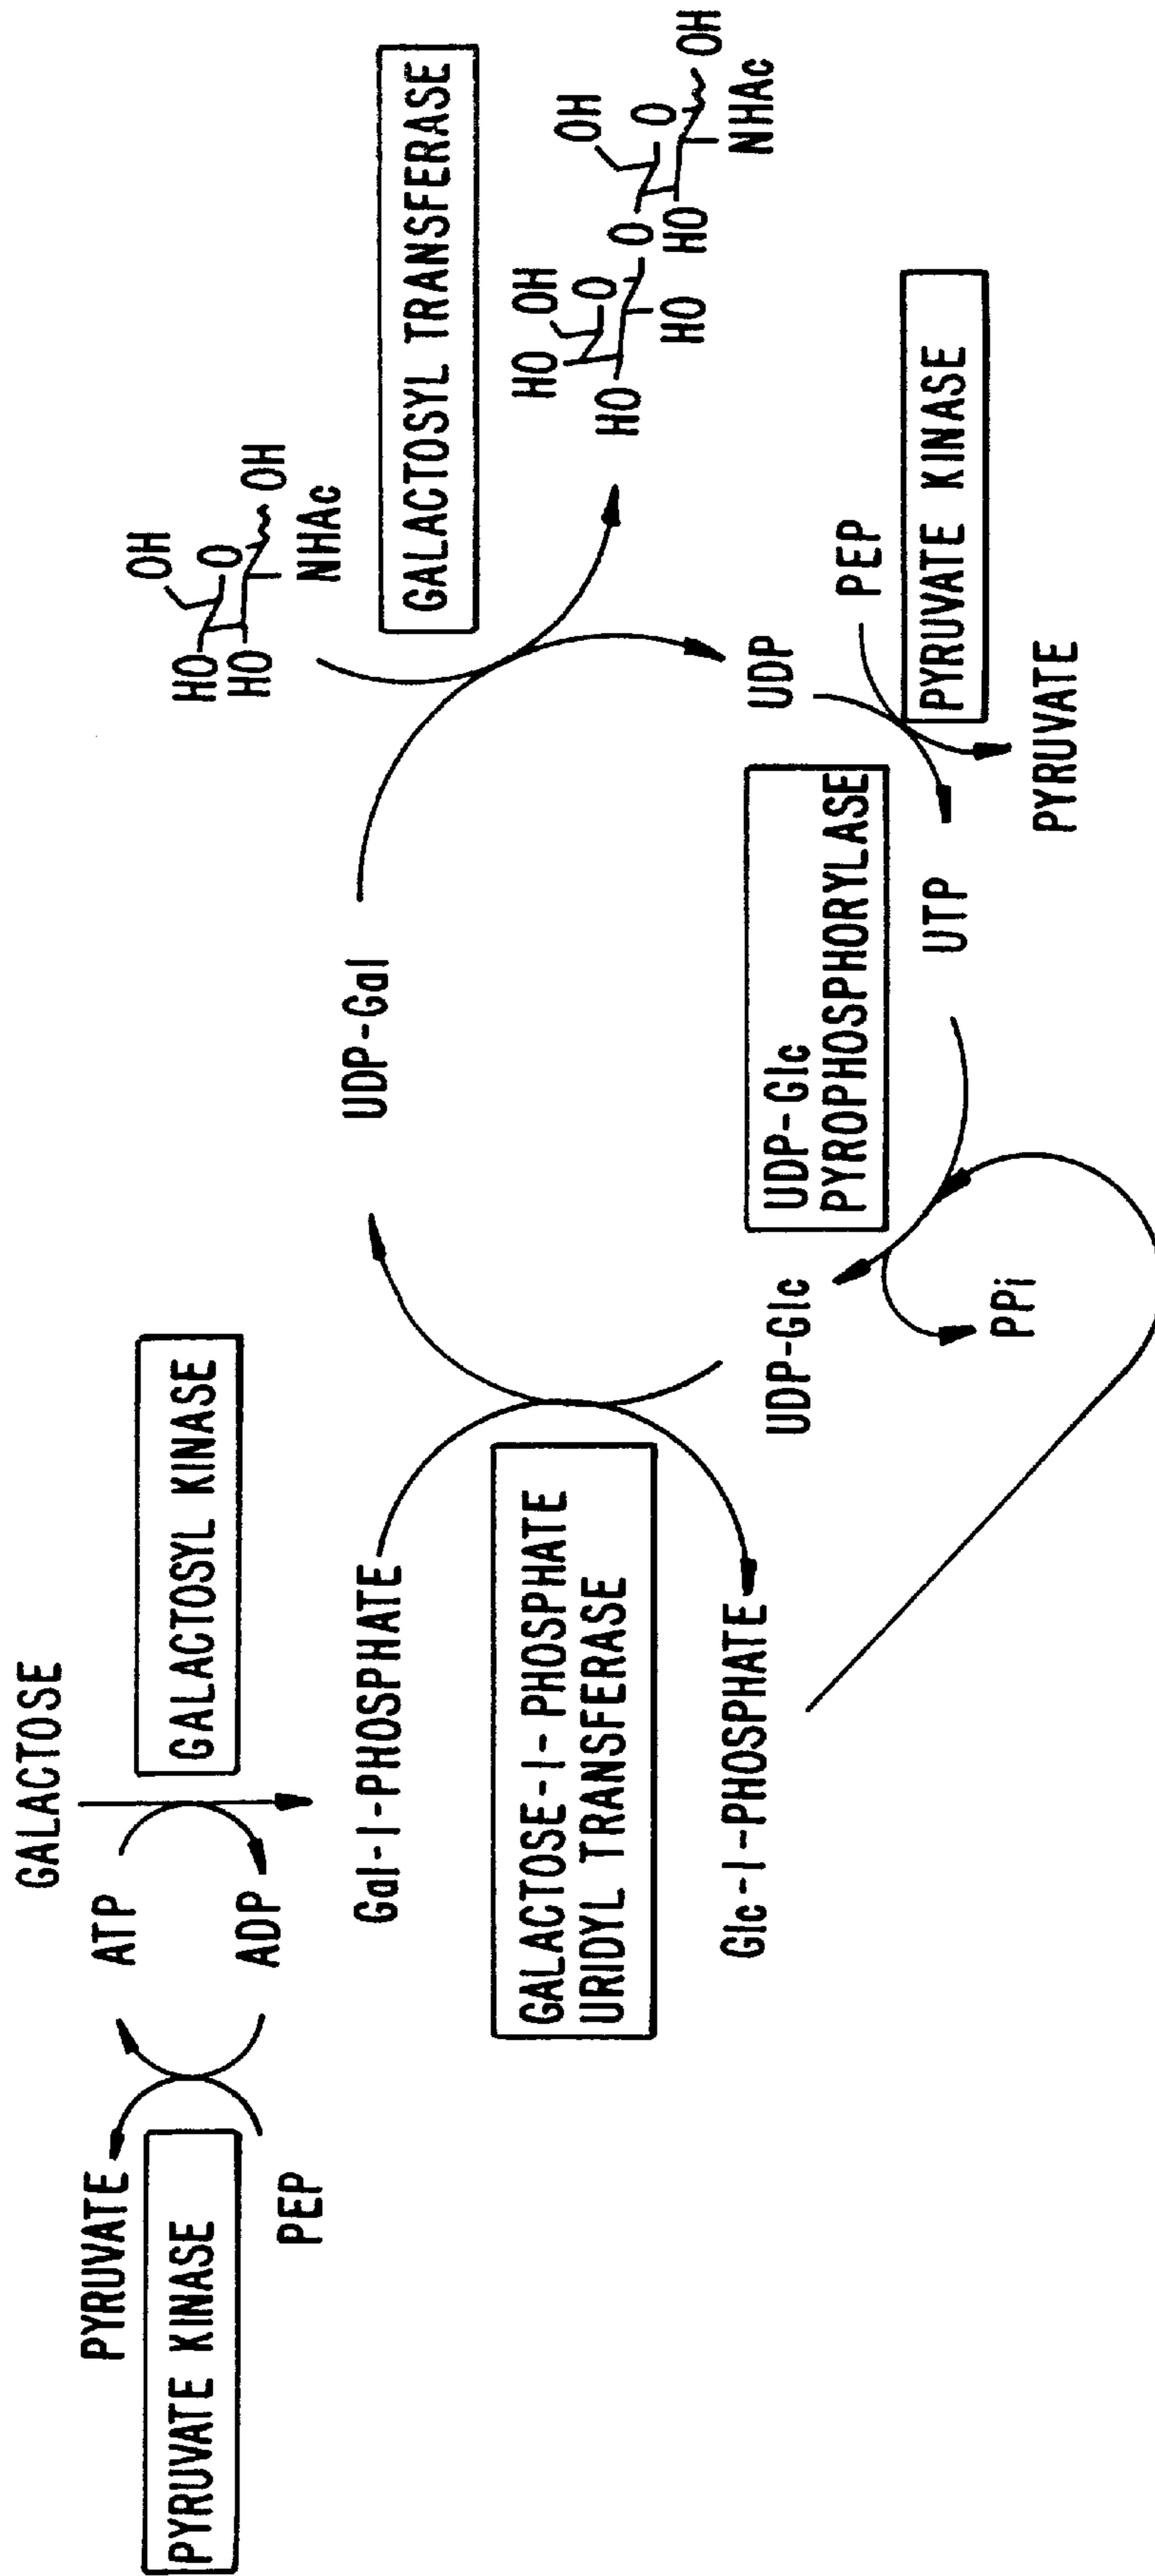 GALACTOSE
ATP
GALACTOSYL KINASE
PYRUVATE
PYRUVATE KINASE
ADP
PEP
Gal-1-PHOSPHATE
UDP-Gal
OH
HO
O
HO
OH
NHAc
GALACTOSYL TRANSFERASE
GALACTOSE-1-PHOSPHATE
URIDYL TRANSFERASE
HO
OH
O
HO
HO
O
OH
O
HO
OH
NHAc
Glc-1-PHOSPHATE
UDP-Glc
UDP-Glc
PYROPHOSPHORYLASE
UDP
PEP
PYRUVATE KINASE
UTP
PPi
PYRUVATE